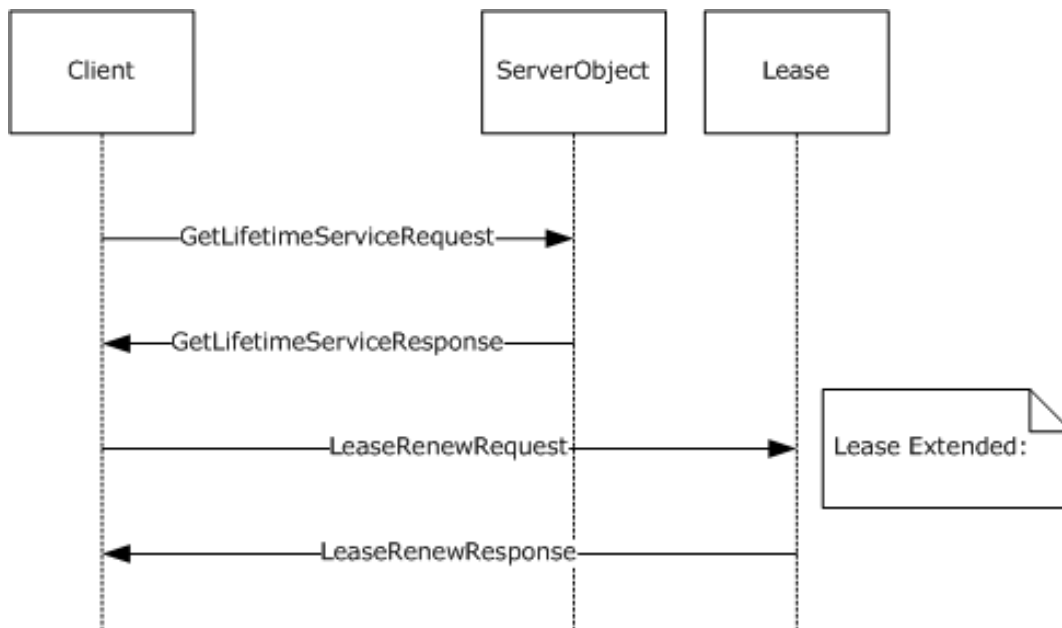 Client
ServerObject
Lease
GetLifetimeServiceRequest
GetLifetimeServiceResponse
LeaseRenewRequest
Lease Extended:
LeaseRenewResponse